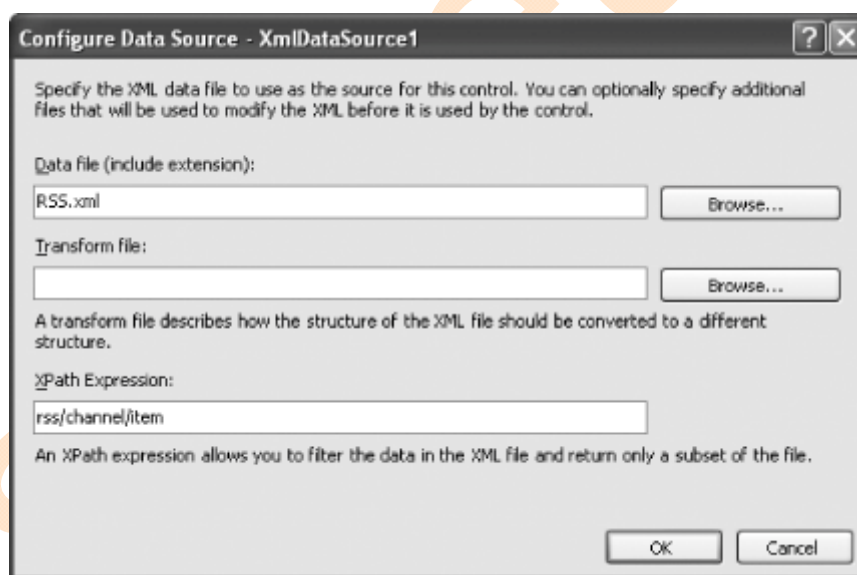 Configure Data Source - XmlDataSource1
Specify the XML data file to use as the source for this control. You can optionally specify additional
files that will be used to modify the XML before it is used by the control.
Data file (include extension):
RSS.xml
Browse...
Transform file:
Browse...
A transform file describes how the structure of the XML file should be converted to a different
structure.
XPath Expression:
rss/channel/item
An XPath expression allows you to filter the data in the XML file and return only a subset of the file.
OK
Cancel